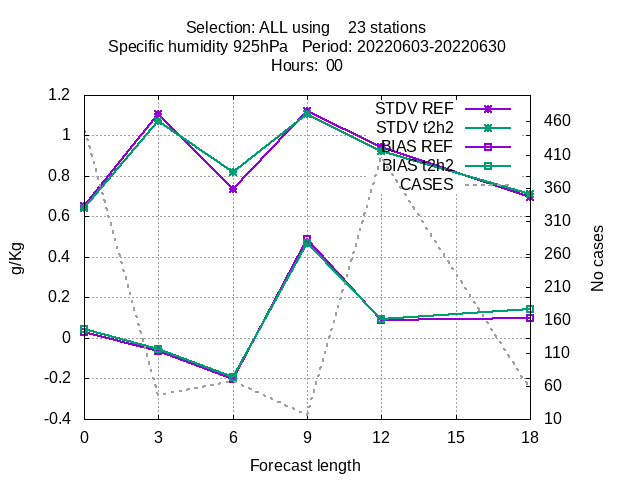 Selection: ALL using 23 stations
Specific humidity 925hPa Period: 20220603-20220630
Hours: 00
1.2
1
0.8
0.6
0.4
0.2
0
-0.2
-0.4
g/Kg
STDV REF
STDV t2h2
BIAS REF
BIAS t2h2
CASES
460
410
360
310
260
210
160
110
60
10
No cases
0 3 6 9 12 15 18
Forecast length